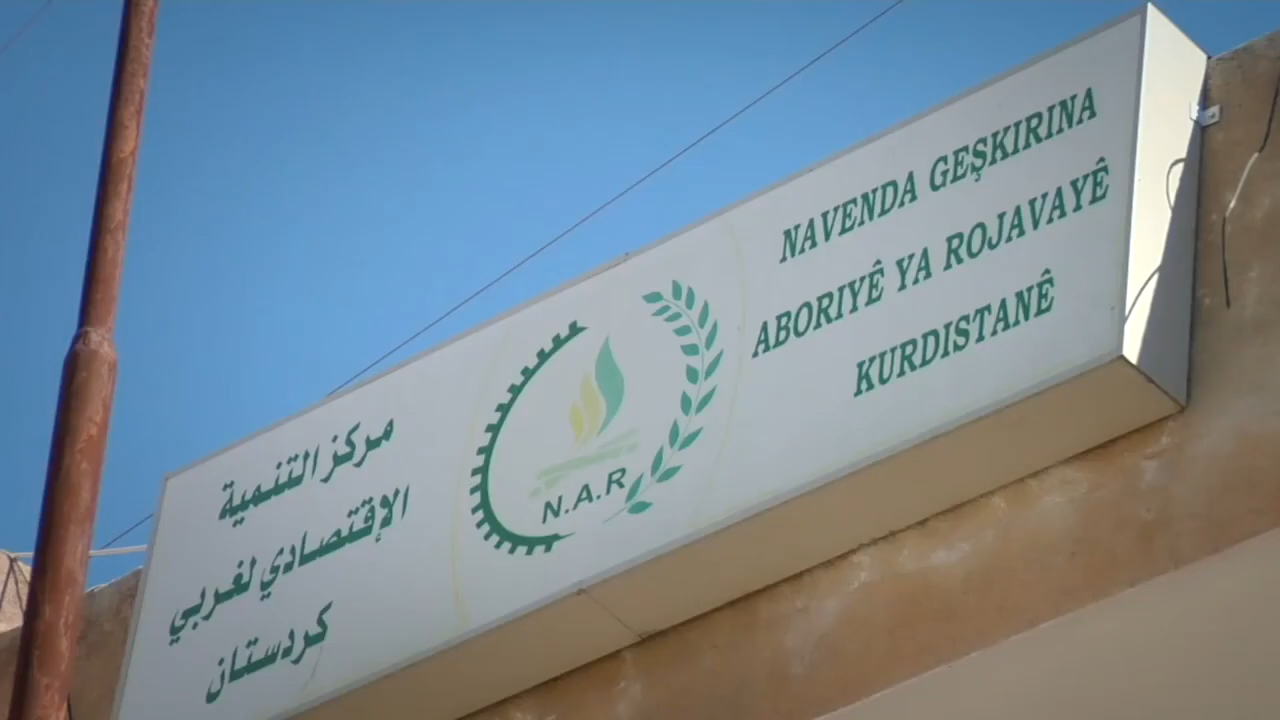 NAVENDA GEŞKIRINA
ABORIYÊ YA ROJAVAYÊ
KURDISTANÊ
N.A.R
مركز التنمية
الإقتصادي لغربي
كردستان